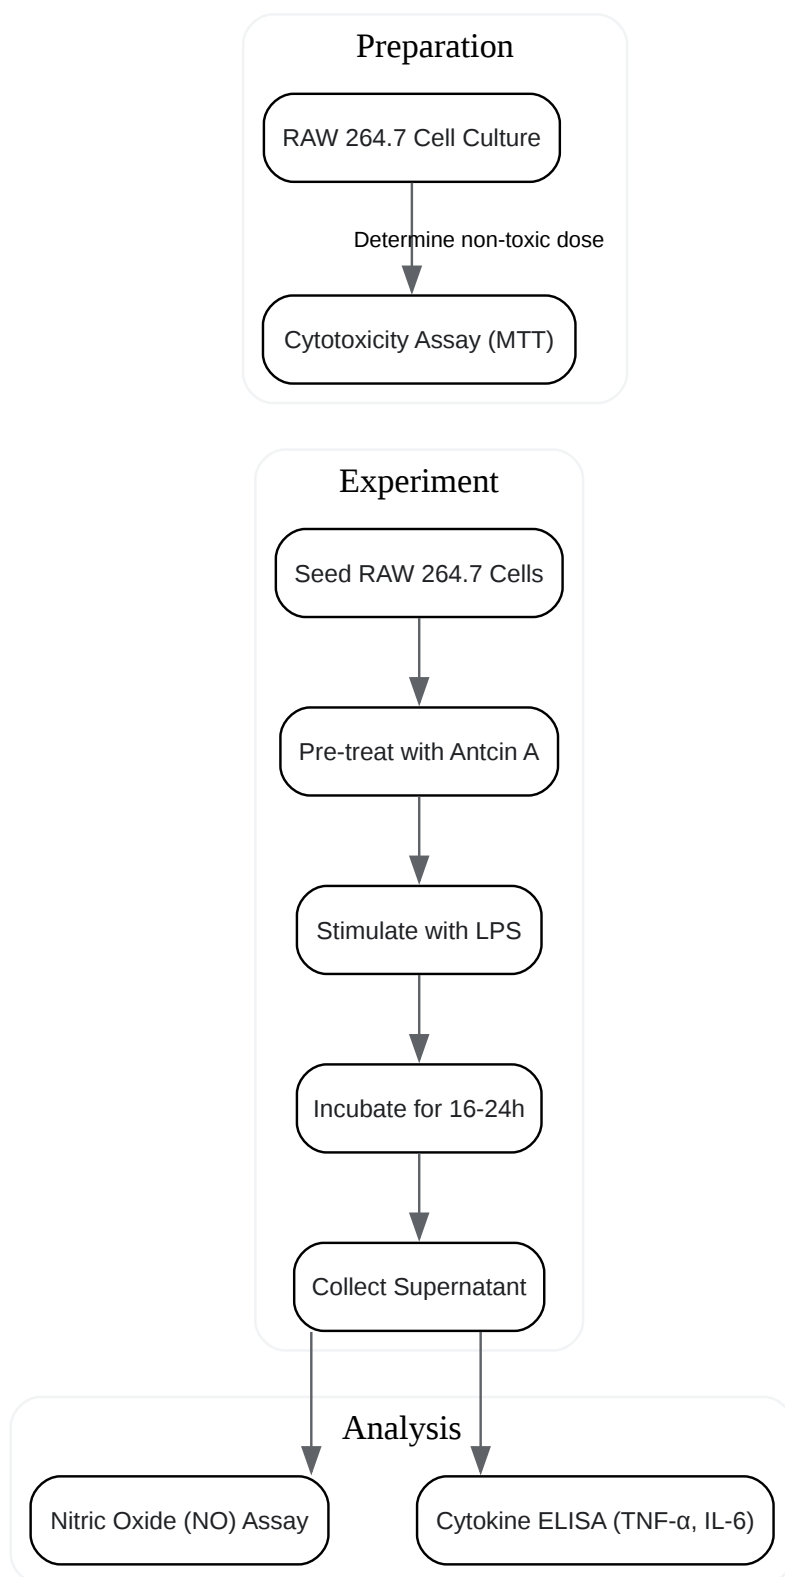 Preparation
RAW 264.7 Cell Culture
Determine non-toxic dose
Cytotoxicity Assay (MTT)
Experiment
Seed RAW 264.7 Cells
Pre-treat with Antcin A
Stimulate with LPS
Incubate for 16-24h
Collect Supernatant
Analysis
Nitric Oxide (NO) Assay
Cytokine ELISA (TNF-α, IL-6)